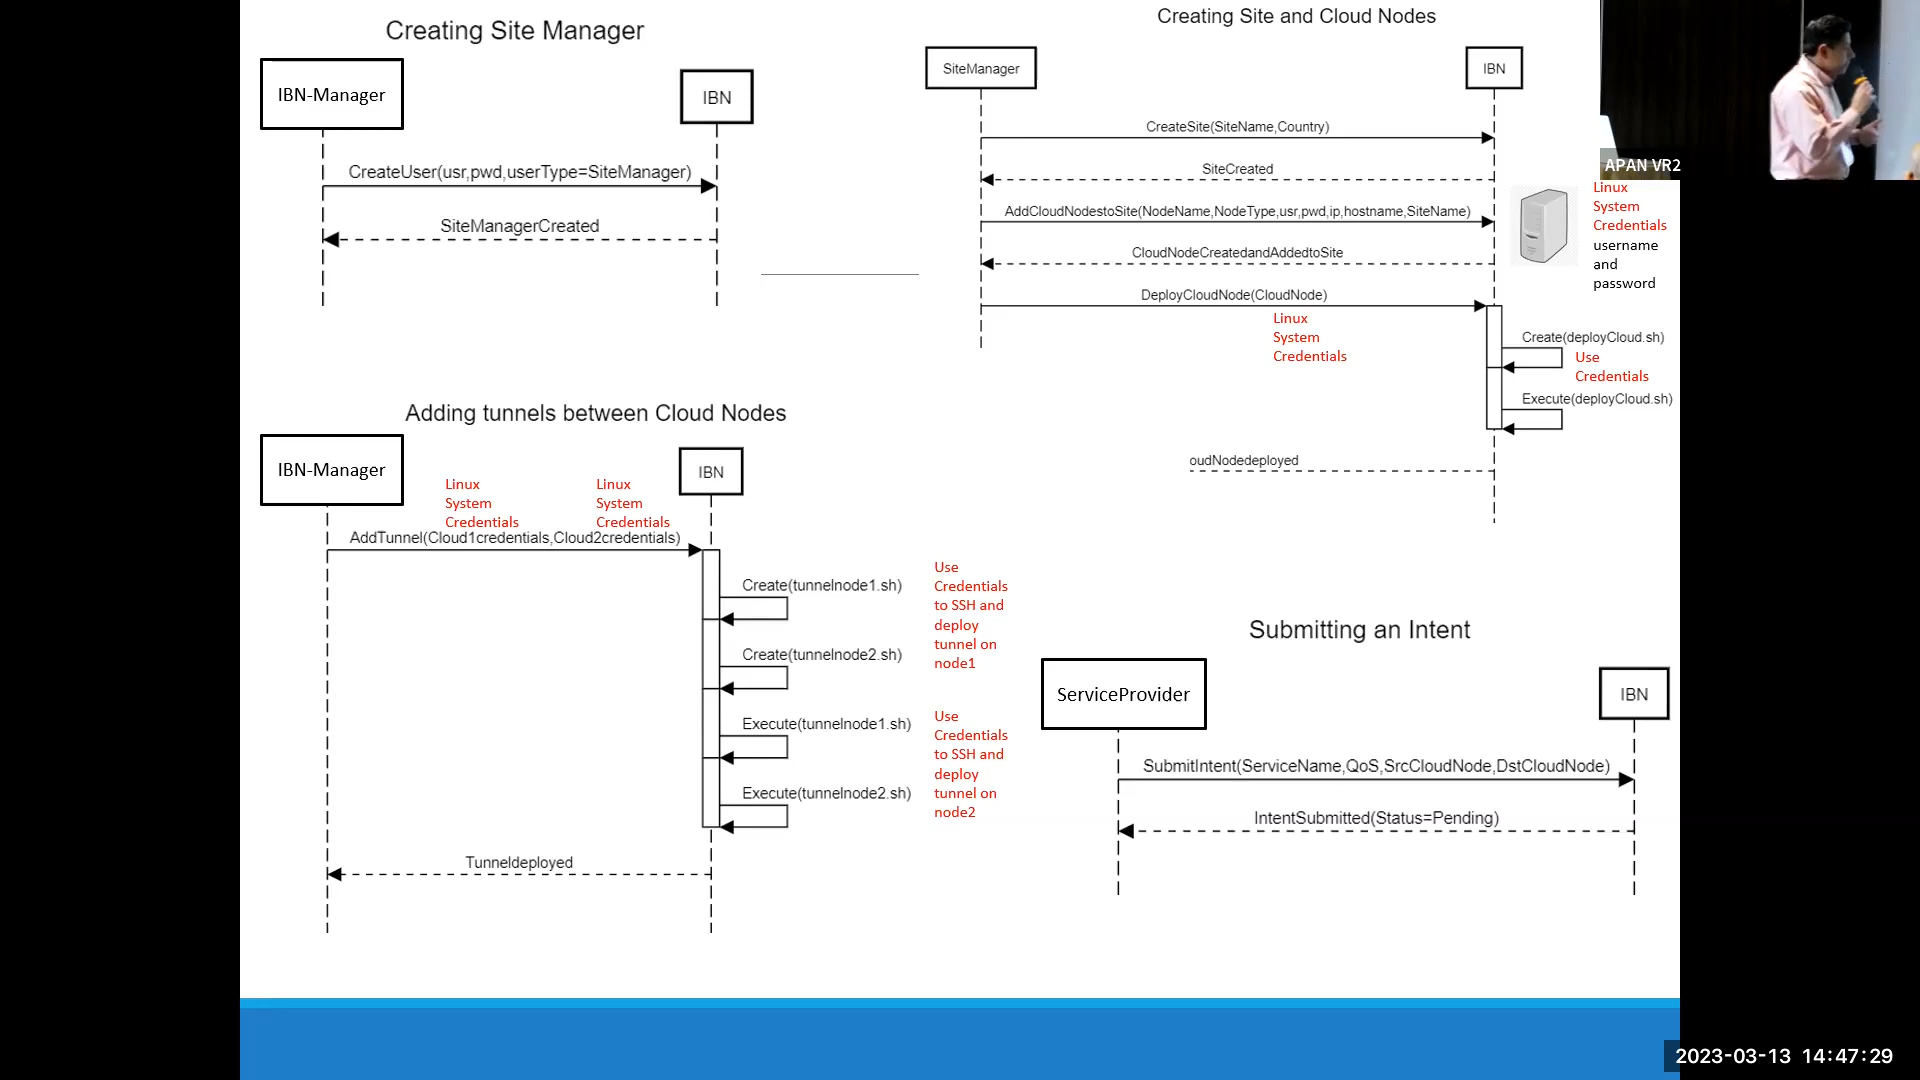 Creating Site Manager
IBN-Manager
IBN
CreateUser(usr,pwd,userType=SiteManager)
SiteManagerCreated
Creating Site and Cloud Nodes
SiteManager
IBN
CreateSite(SiteName,Country)
SiteCreated
AddCloudNodestoSite(NodeName,NodeType,usr,pwd,ip,hostname,SiteName)
CloudNodeCreatedandAddedtoSite
DeployCloudNode(CloudNode)
Linux
System
Credentials
Create(deployCloud.sh)
Use
Credentials
Execute(deployCloud.sh)
oudNodedeployed
APAN VR2
Linux
System
Credentials
username
and
password
Adding tunnels between Cloud Nodes
IBN-Manager
IBN
Linux
System
Credentials
Linux
System
Credentials
AddTunnel(Cloud1credentials,Cloud2credentials)
Create(tunnelnode1.sh)
Create(tunnelnode2.sh)
Execute(tunnelnode1.sh)
Execute(tunnelnode2.sh)
Tunneldeployed
Use
Credentials
to SSH and
deploy
tunnel on
node1
Use
Credentials
to SSH and
deploy
tunnel on
node2
Submitting an Intent
ServiceProvider
IBN
SubmitIntent(ServiceName,QoS,SrcCloudNode,DstCloudNode)
IntentSubmitted(Status=Pending)
2023-03-13 14:47:29